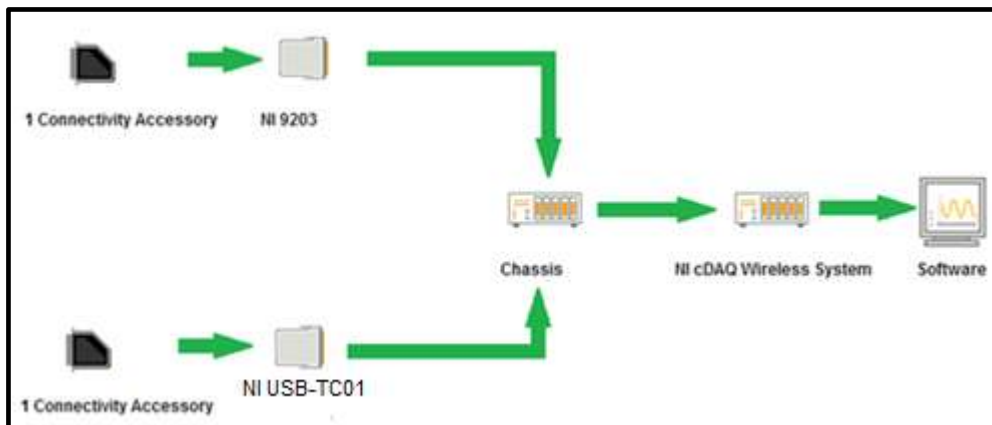 1 Connectivity Accessory NI 9203
Chassis NI cDAQ Wireless System Software
NI USB-TC01
1 Connectivity Accessory